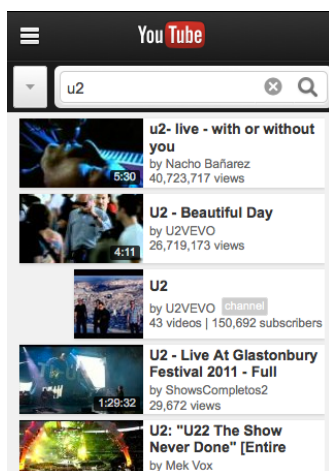 YouTube
u2
u2- live - with or without
you
by Nacho Bañarez
40,723,717 views
5:30
U2 - Beautiful Day
by U2VEVO
26,719,173 views
4:11
U2
by U2VEVO channel
43 videos | 150,692 subscribers
U2 - Live At Glastonbury
Festival 2011 - Full
by ShowsCompletos2
29,672 views
1:29:32
U2: "U22 The Show
Never Done" [Entire
by Mek Vox